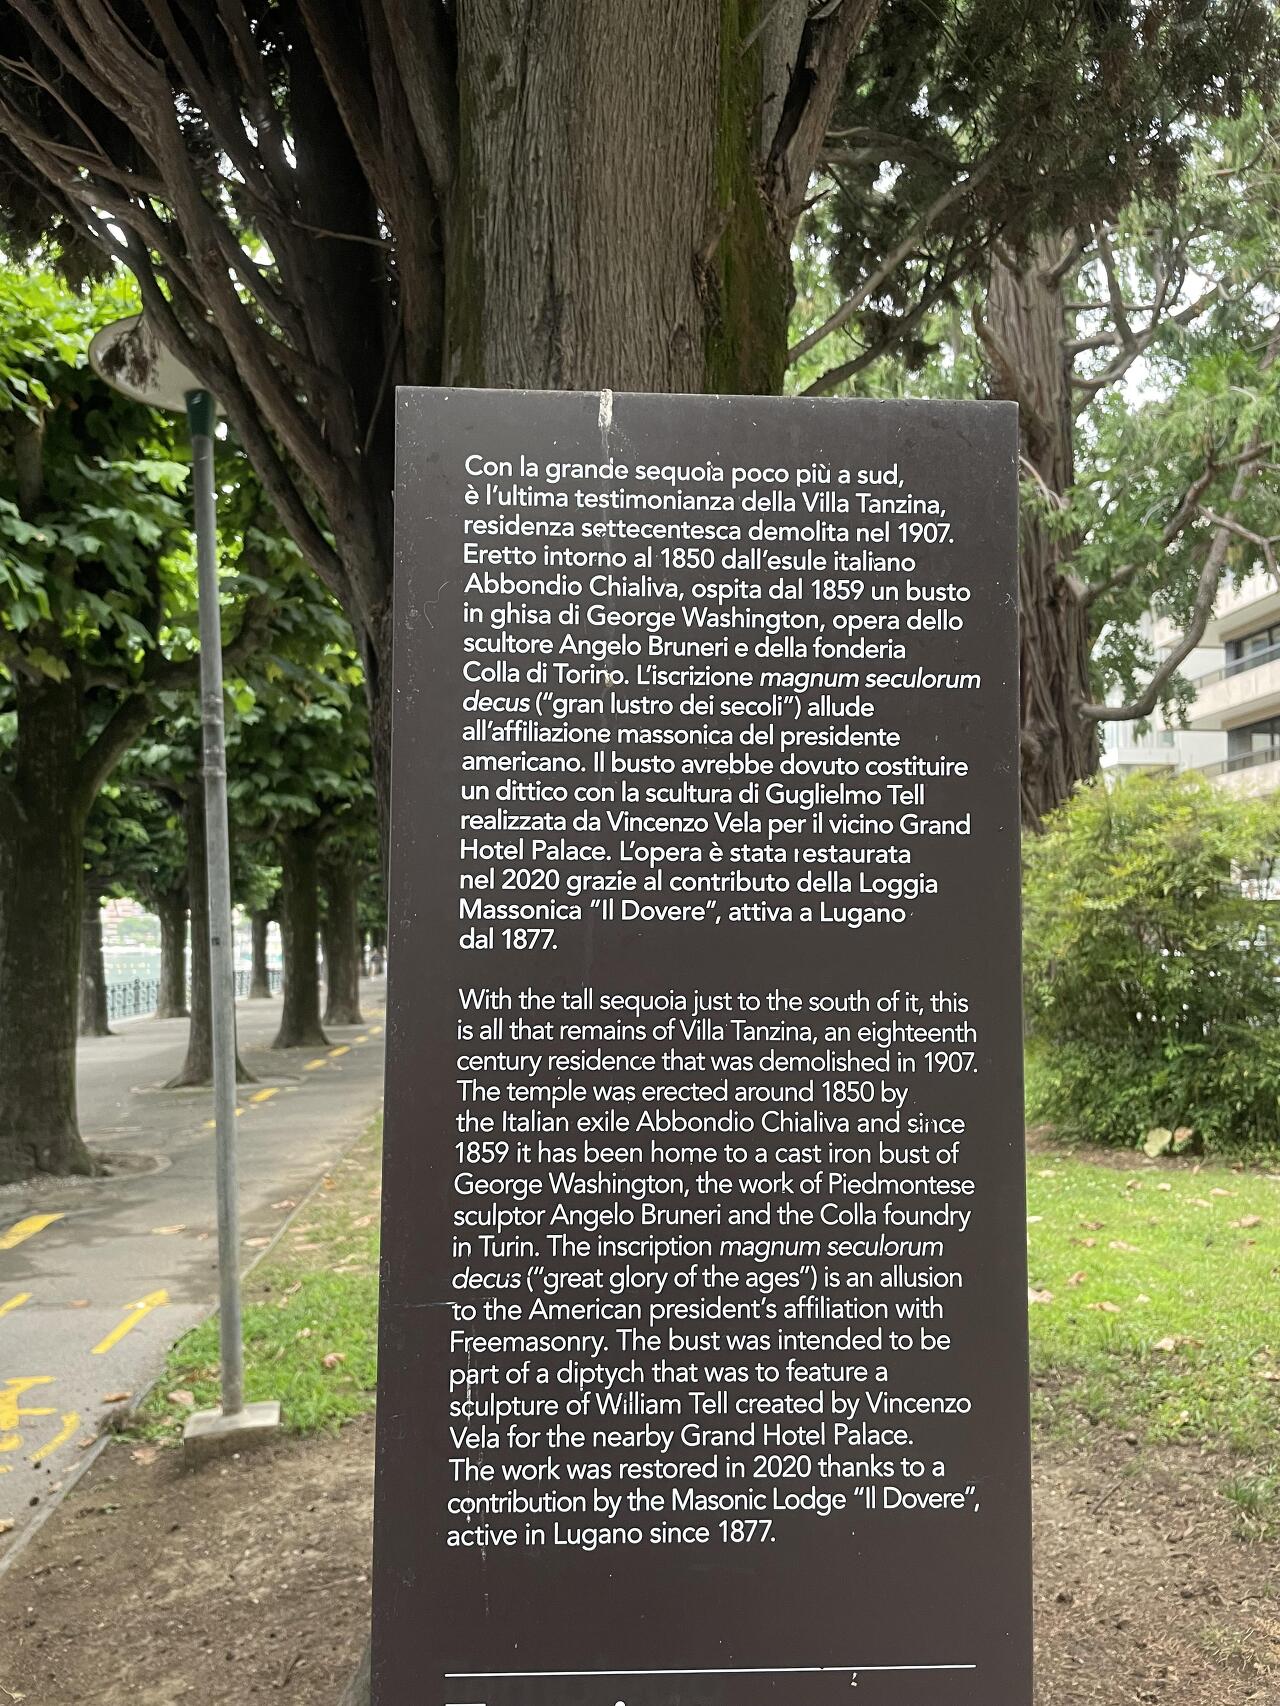 Con la grande sequoia poco più a sud,
è l'ultima testimonianza della Villa Tanzina,
residenza settecentesca demolita nel 1907.
Eretto intorno al 1850 dall'esule italiano
Abbondio Chialiva, ospita dal 1859 un busto
in ghisa di George Washington, opera dello
scultore Angelo Bruneri e della fonderia
Colla di Torino. L'iscrizione magnum seculorum
decus ("gran lustro dei secoli") allude
all'affiliazione massonica del presidente
americano. Il busto avrebbe dovuto costituire
un dittico con la scultura di Guglielmo Tell
realizzata da Vincenzo Vela per il vicino Grand
Hotel Palace. L'opera è stata restaurata
nel 2020 grazie al contributo della Loggia
Massonica "Il Dovere", attiva a Lugano
dal 1877.
With the tall sequoia just to the south of it, this
is all that remains of Villa Tanzina, an eighteenth
century residence that was demolished in 1907.
The temple was erected around 1850 by
the Italian exile Abbondio Chialiva and since
1859 it has been home to a cast iron bust of
George Washington, the work of Piedmontese
sculptor Angelo Bruneri and the Colla foundry
in Turin. The inscription magnum seculorum
decus ("great glory of the ages") is an allusion
to the American president's affiliation with
Freemasonry. The bust was intended to be
part of a diptych that was to feature a
sculpture of William Tell created by Vincenzo
Vela for the nearby Grand Hotel Palace.
The work was restored in 2020 thanks to a
contribution by the Masonic Lodge "Il Dovere",
active in Lugano since 1877.